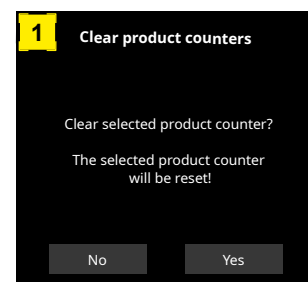 1
Clear product counters
Clear selected product counter?
The selected product counter
will be reset!
No
Yes